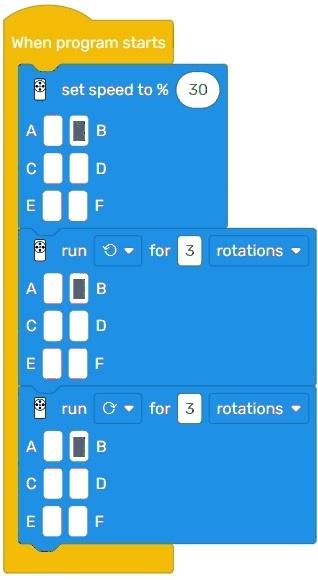 When program starts
set speed to % 30
A B
C D
E F
run for 3 rotations
A B
C D
E F
run for 3 rotations
A B
C D
E F